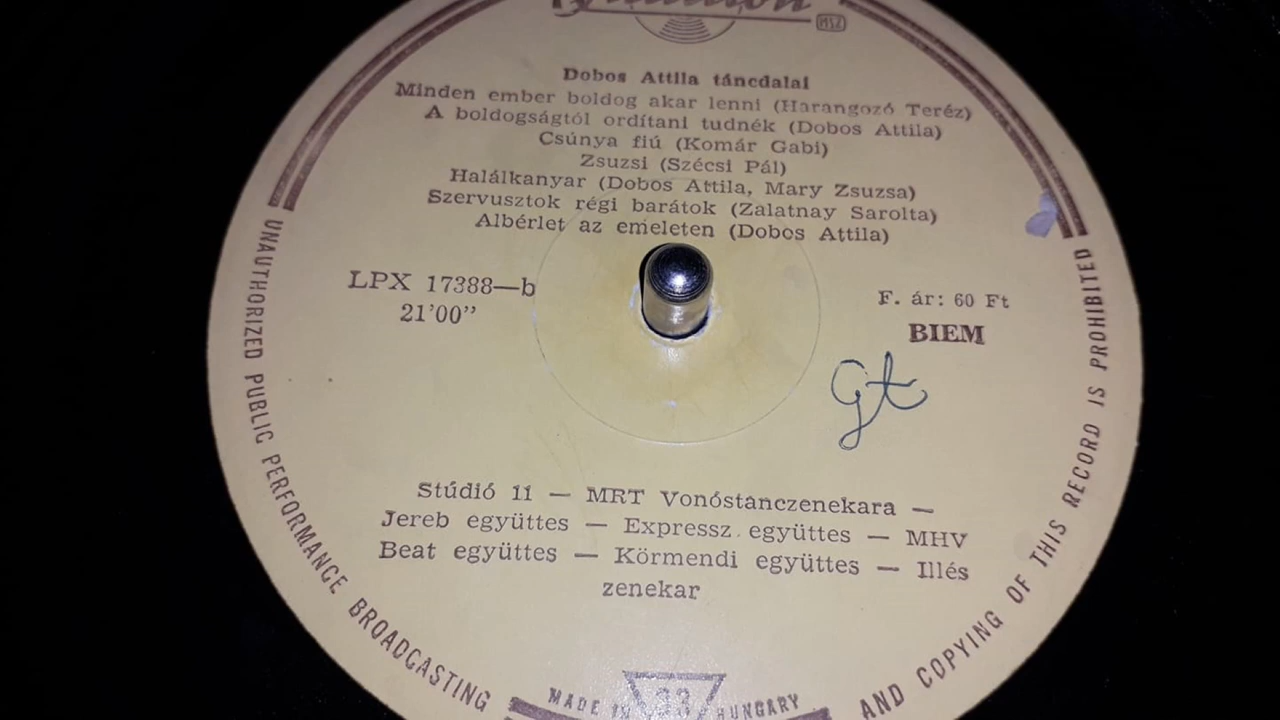 MSZ
Dobos Attila táncdalai
Minden ember boldog akar lenni (Harangozó Teréz)
A boldogságtól ordítani tudnék (Dobos Attila)
Csúnya fiú (Komár Gabi)
Zsuzsi (Szécsi Pál)
Halálkanyar (Dobos Attila, Mary Zsuzsa)
Szervusztok régi barátok (Zalatnay Sarolta)
Albérlet az emeleten (Dobos Attila)
LPX 17388—b
21'00”
F. ár: 60 Ft
BIEM
Gt
Stúdió 11 — MRT Vonóstanczenekara —
Jereb együttes — Expressz együttes — MHV
Beat együttes — Körmendi együttes — Illés
zenekar
MADE IN HUNGARY
33
UNAUTHORIZED PUBLIC PERFORMANCE BROADCASTING
AND COPYING OF THIS RECORD IS PROHIBITED